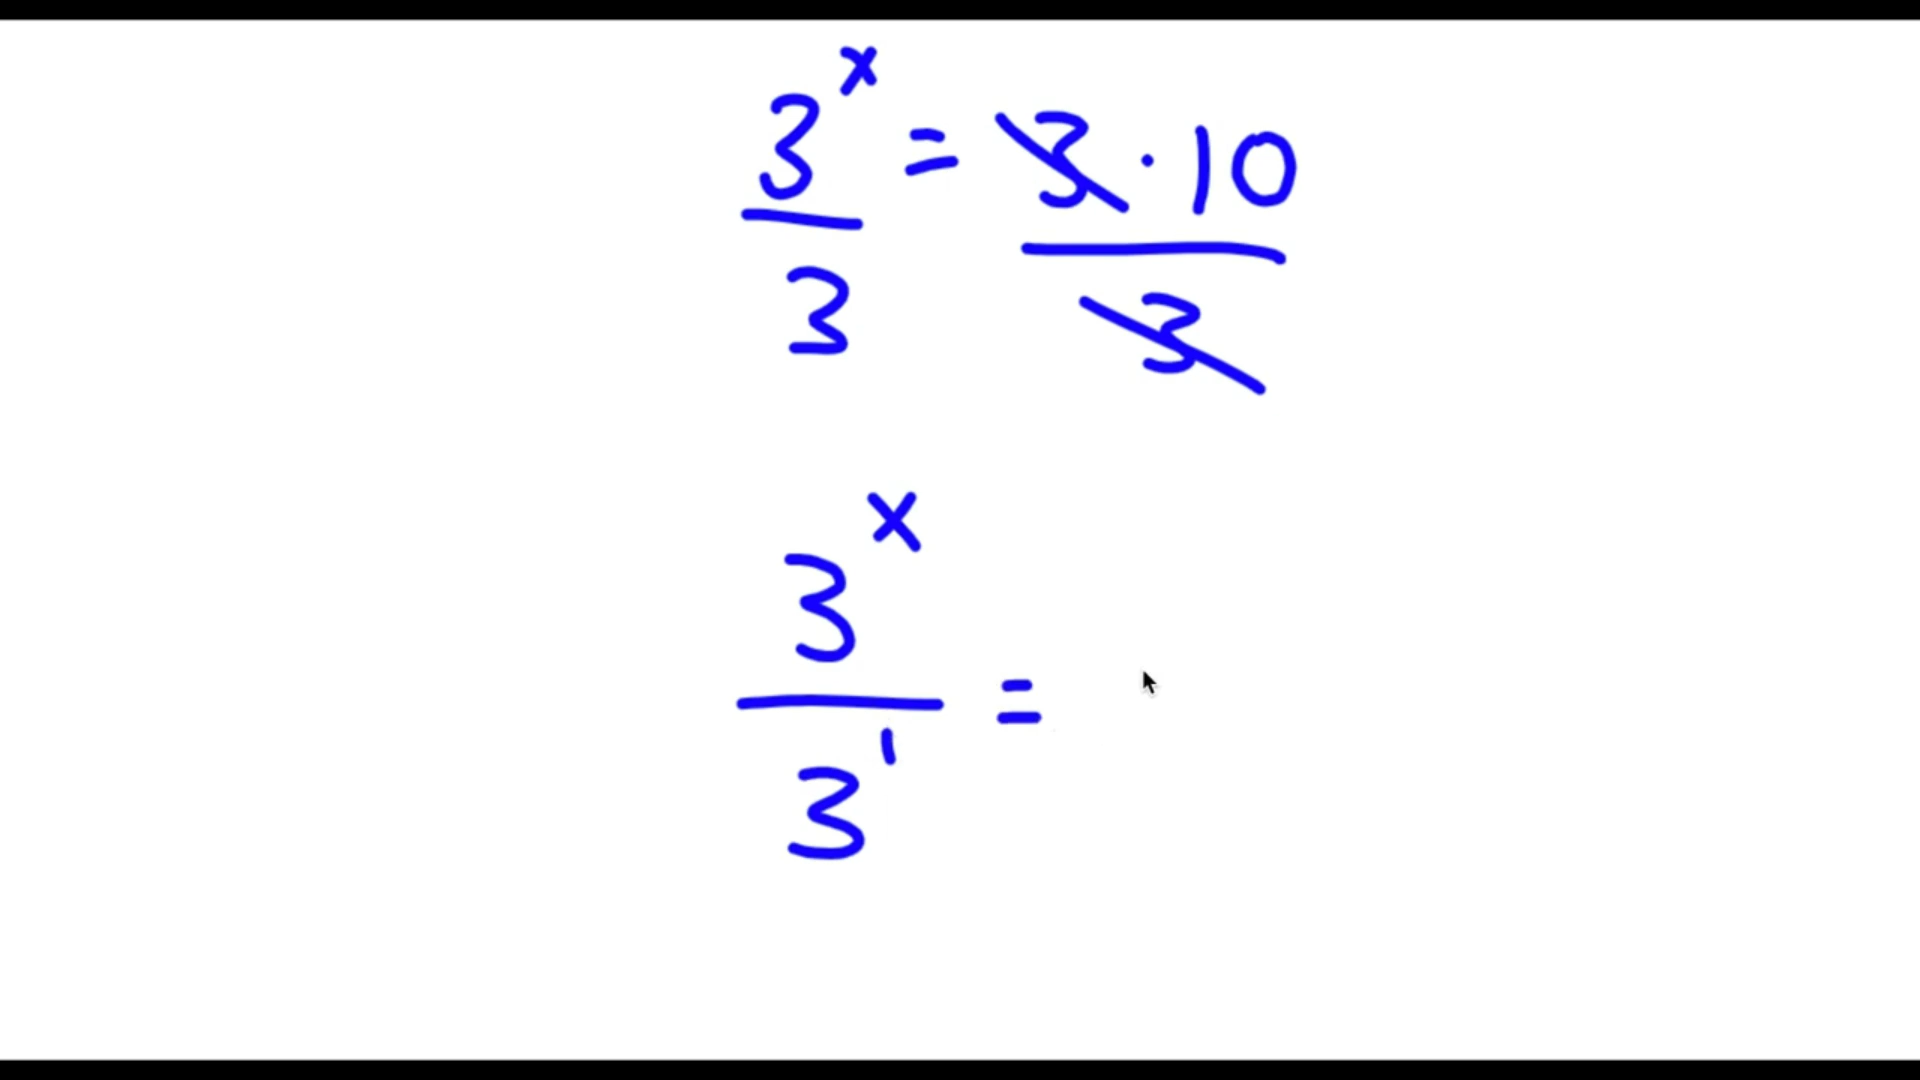 3^x/3 = 3·10/3
3^x/3^1 =